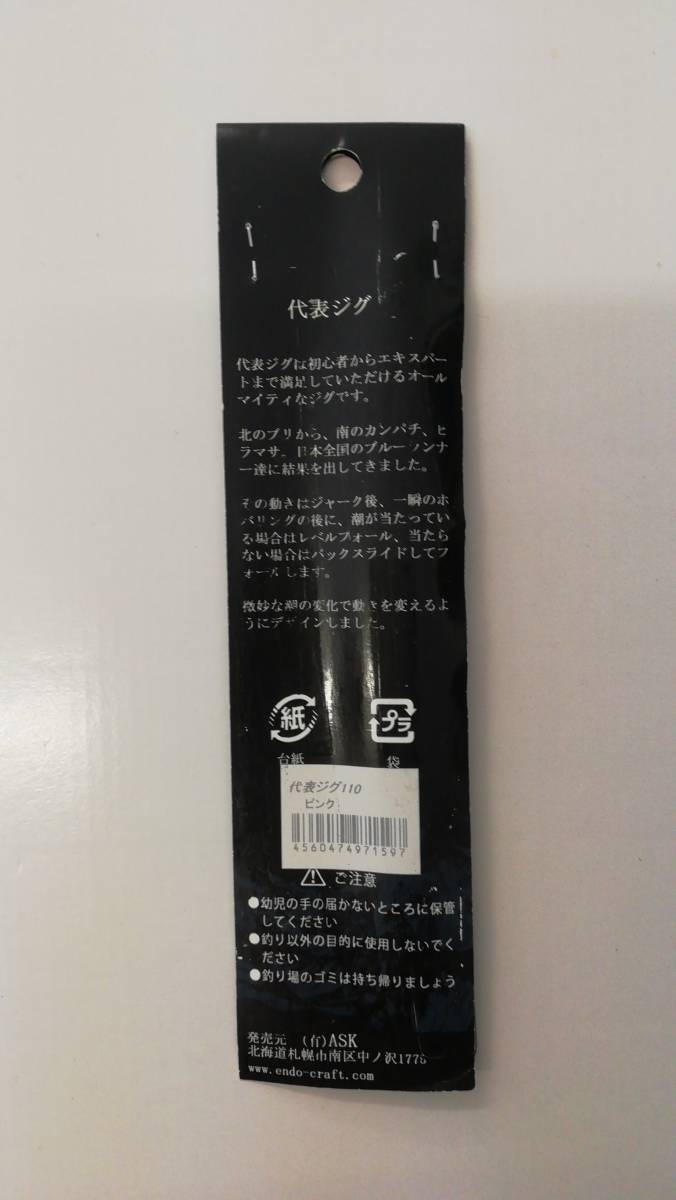 代表ジグ
代表ジグは初心者からエキスパー
トまで満足していただけるオール
マイティなジグです。
北のブリから、南のカンパチ、ヒ
ラマサ、日本全国のブルーランナ
ー達に結果を出してきました。
その動きはジャーク後、一瞬のホ
バリングの後に、潮が当たってい
る場合はレベルフォール、当たら
ない場合はバックスライドしてフ
ォールします。
微妙な潮の変化で動きを変えるよ
うにデザインしました。
紙 プラ
台紙 袋
代表ジグ110
ピンク
4560474971597
ご注意
●幼児の手の届かないところに保管
してください
●釣り以外の目的に使用しないでく
ださい
●釣り場のゴミは持ち帰りましょう
発売元 (有)ASK
北海道札幌市南区中ノ沢1778
www.endo-craft.com